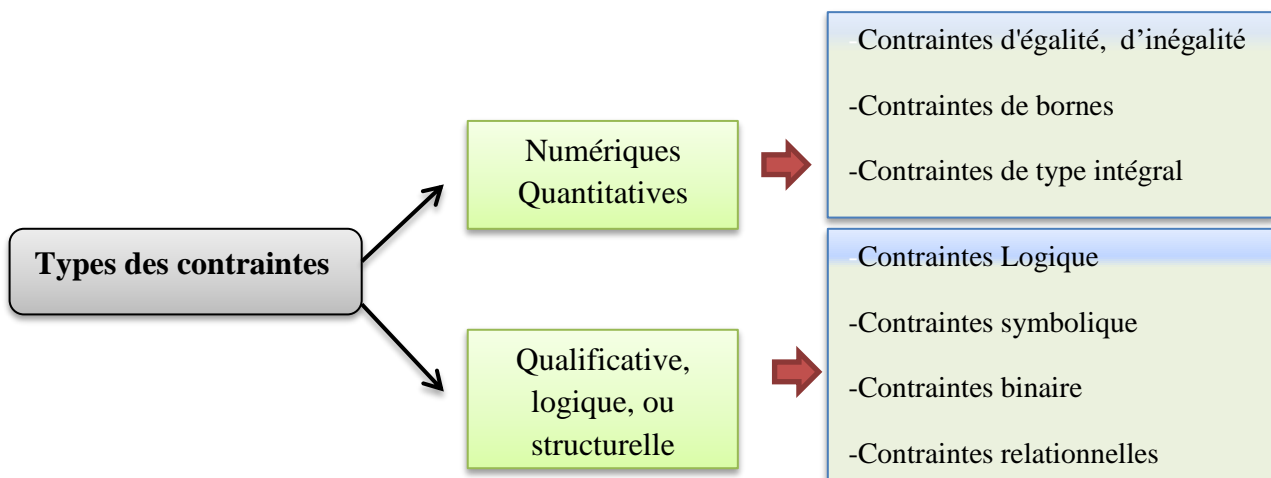 Types des contraintes
Numériques
Quantitatives
-Contraintes d'égalité,  d’inégalité
-Contraintes de bornes
-Contraintes de type intégral
Qualificative,
logique, ou
structurelle
-Contraintes Logique
-Contraintes symbolique
-Contraintes binaire
-Contraintes relationnelles